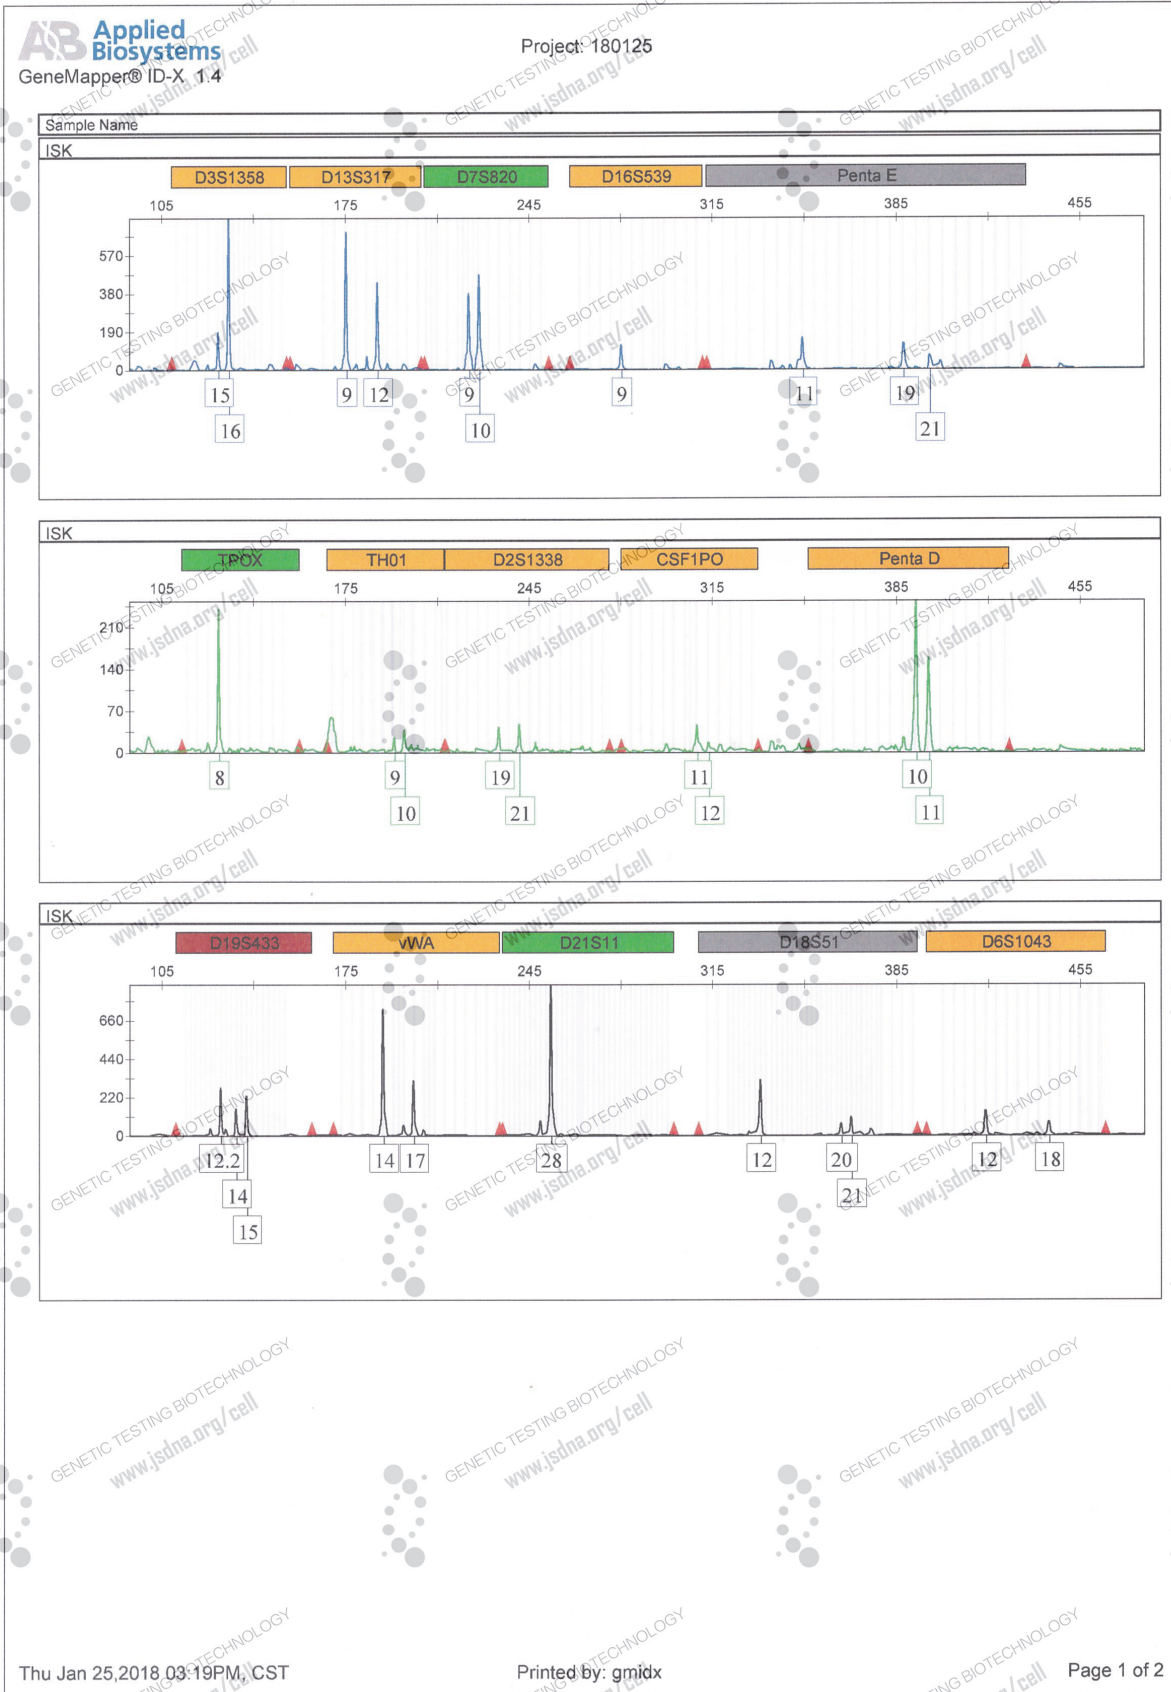 AB Applied
Biosystems
GeneMapper® ID-X 1.4
Project: 180125
Sample Name
ISK
D3S1358 D13S317 D7S820 D16S539 Penta E
105 175 245 315 385 455
570
380
190
0
15 9 12 9 9 11 19
16 10 21
ISK
TPOX TH01 D2S1338 CSF1PO Penta D
105 175 245 315 385 455
210
140
70
0
8 9 19 11 10
10 21 12 11
ISK
D19S433 vWA D21S11 D18S51 D6S1043
105 175 245 315 385 455
660
440
220
0
12.2 14 17 28 12 20 12 18
14 21
15
GENETIC TESTING BIOTECHNOLOGY
www.jsdna.org/cell
Thu Jan 25,2018 03:19PM, CST
Printed by: gmidx
Page 1 of 2